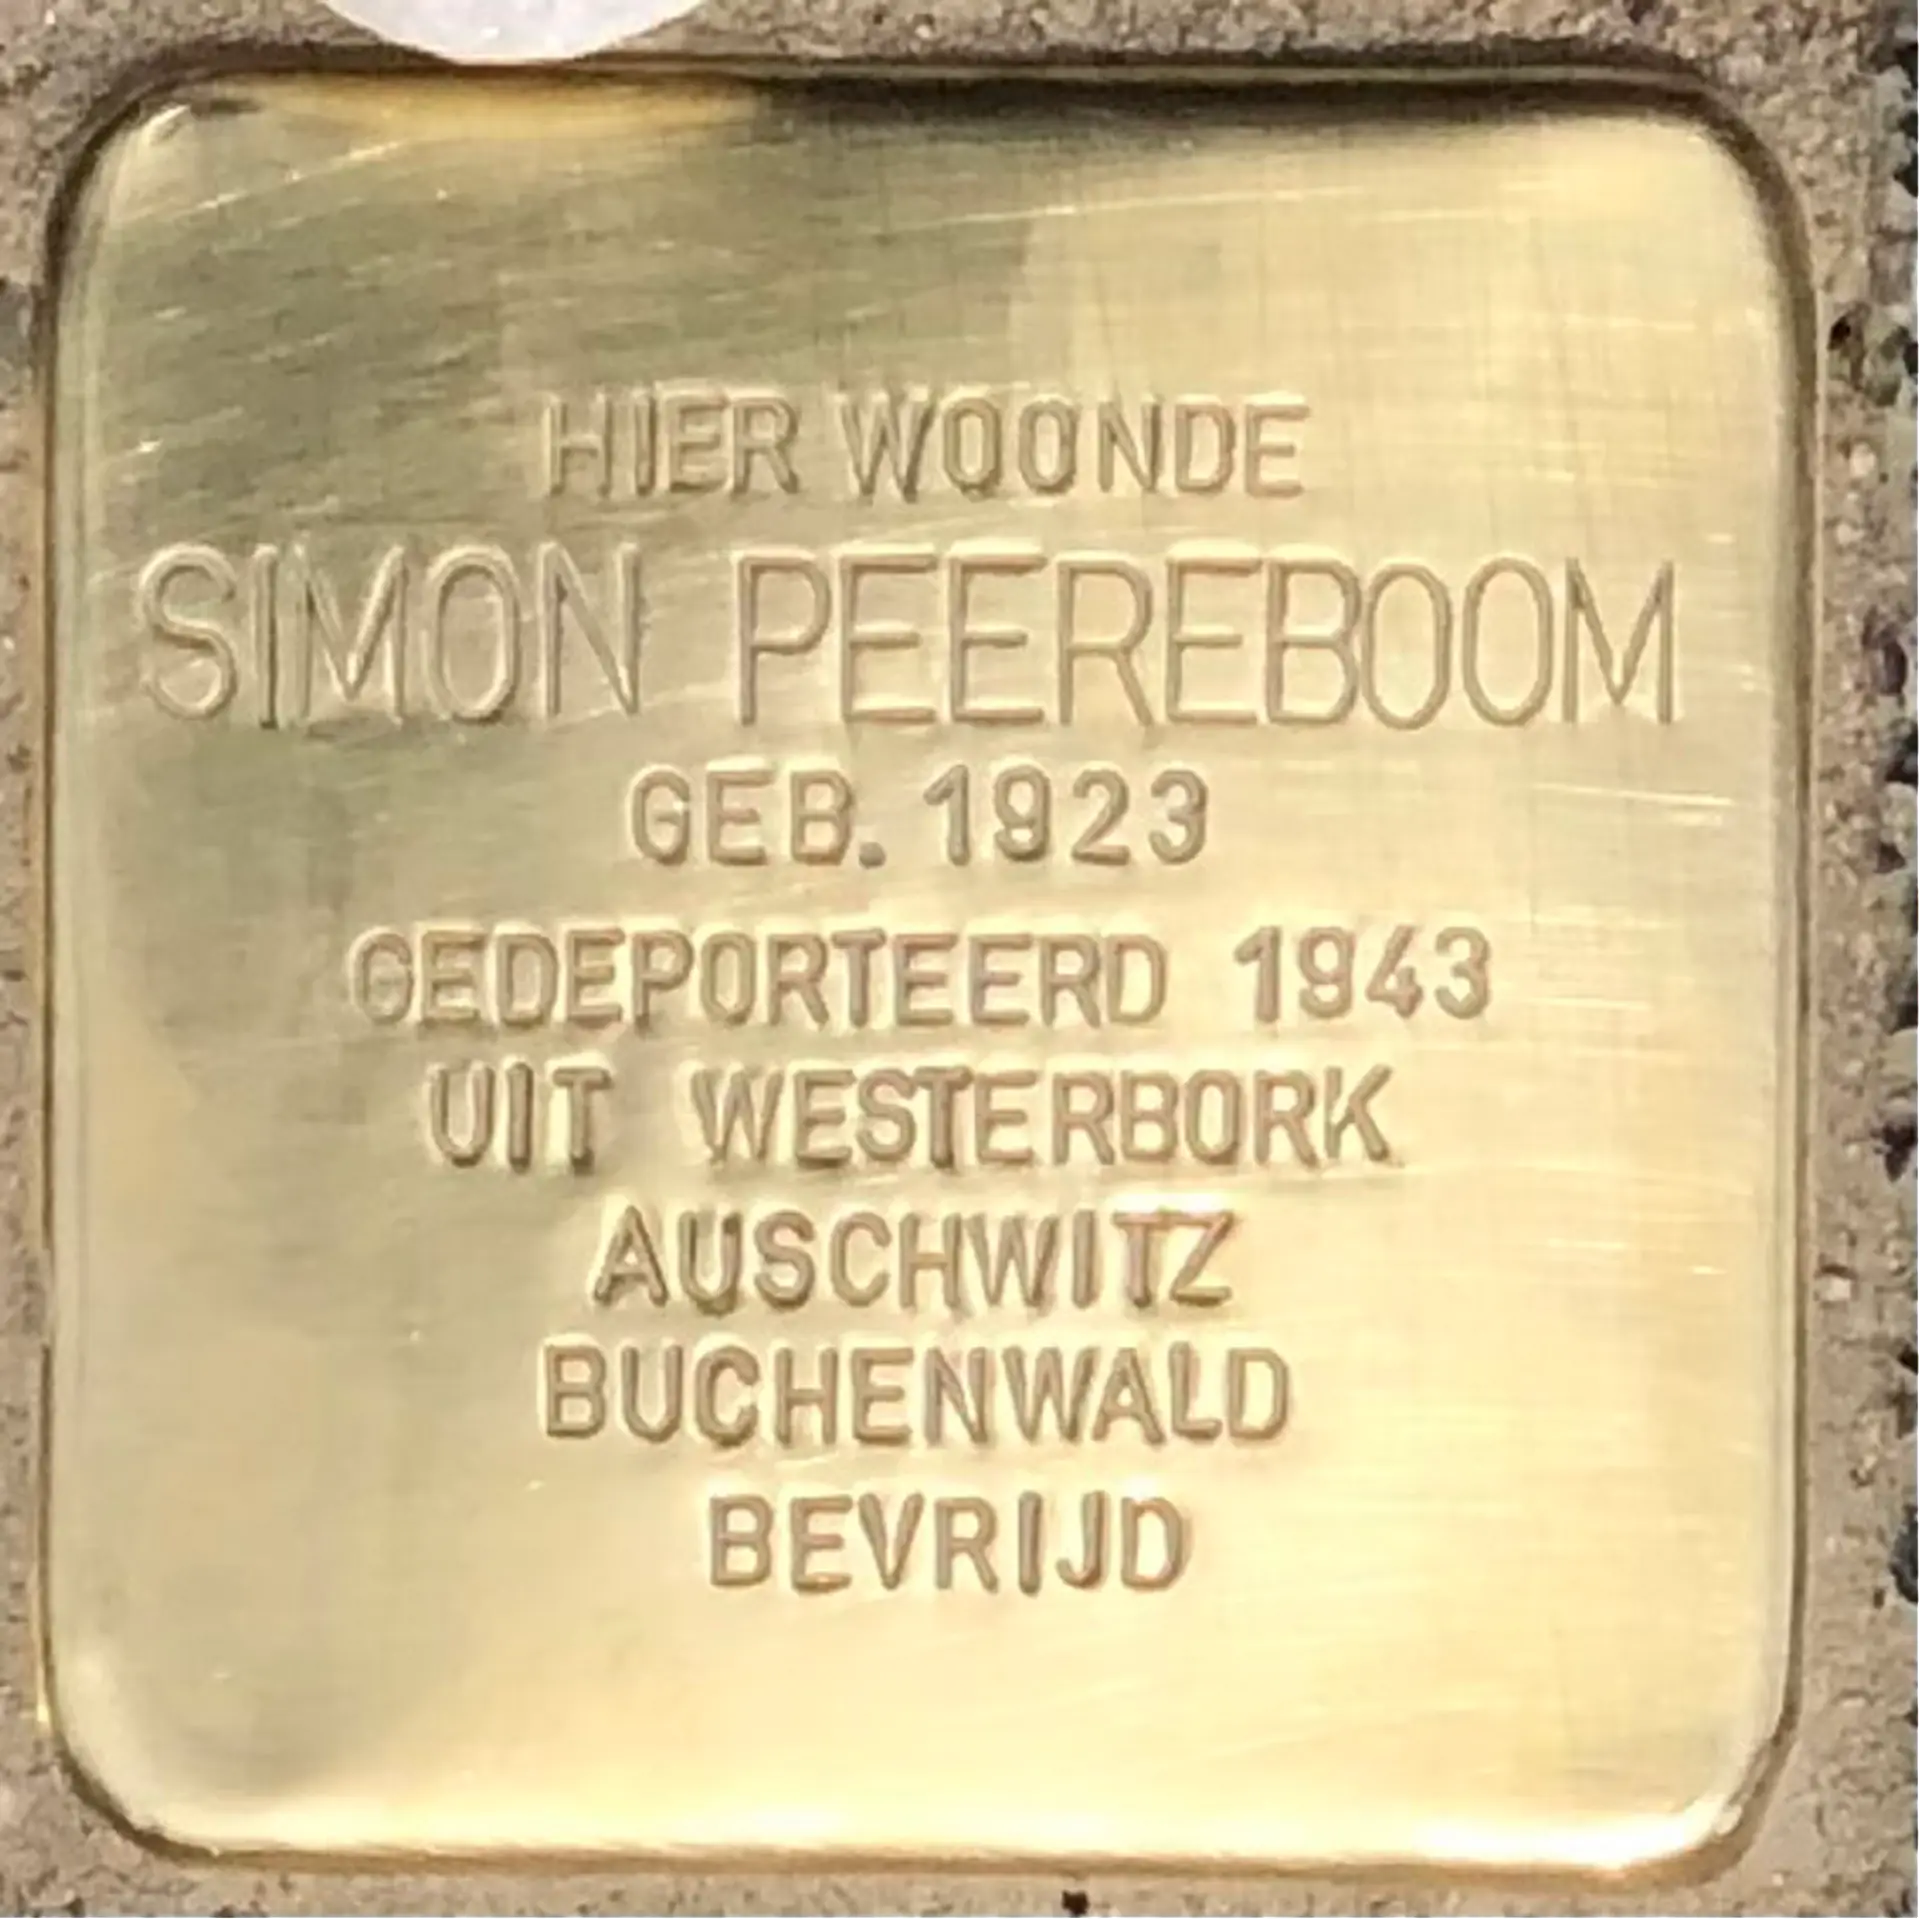 HIER WOONDE
SIMON PEEREBOOM
GEB. 1923
GEDEPORTEERD 1943
UIT WESTERBORK
AUSCHWITZ
BUCHENWALD
BEVRIJD